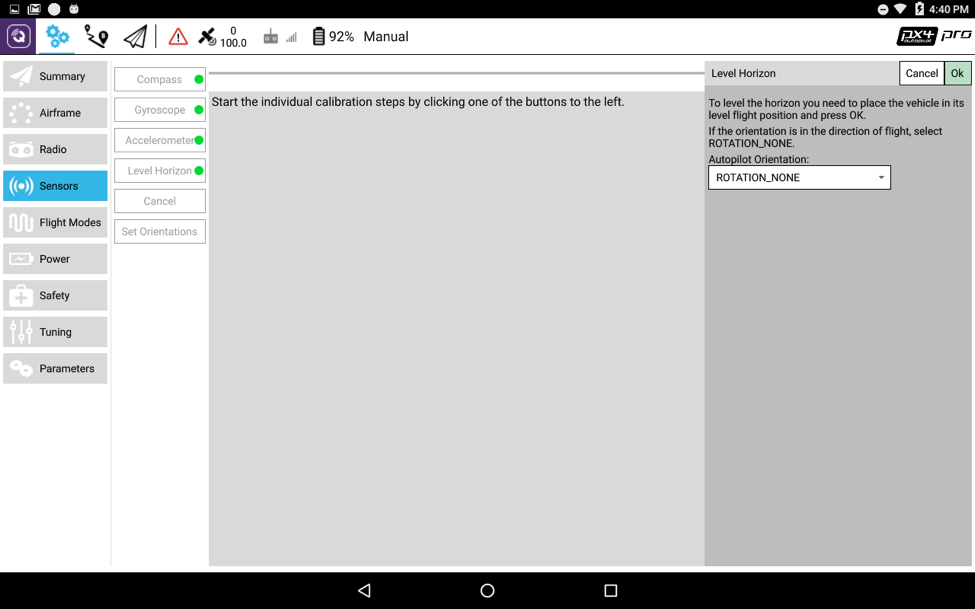 4:40 PM
0
100.0
92%
Manual
px4
autopilot
pro
Summary
Airframe
Radio
Sensors
Flight Modes
Power
Safety
Tuning
Parameters
Compass
Gyroscope
Accelerometer
Level Horizon
Cancel
Set Orientations
Start the individual calibration steps by clicking one of the buttons to the left.
Level Horizon
Cancel
Ok
To level the horizon you need to place the vehicle in its
level flight position and press OK.
If the orientation is in the direction of flight, select
ROTATION_NONE.
Autopilot Orientation:
ROTATION_NONE